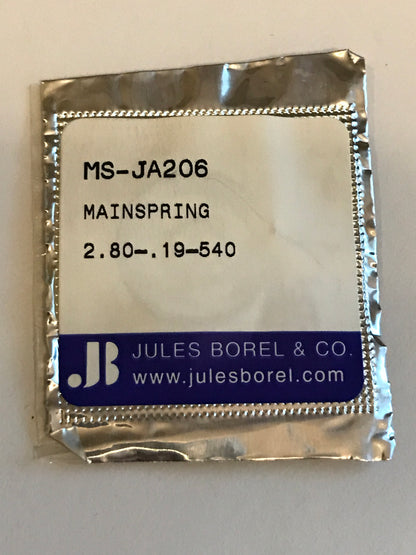 MS-JA206
MAINSPRING
2.80-.19-540
JB JULES BOREL & CO.
www.julesborel.com